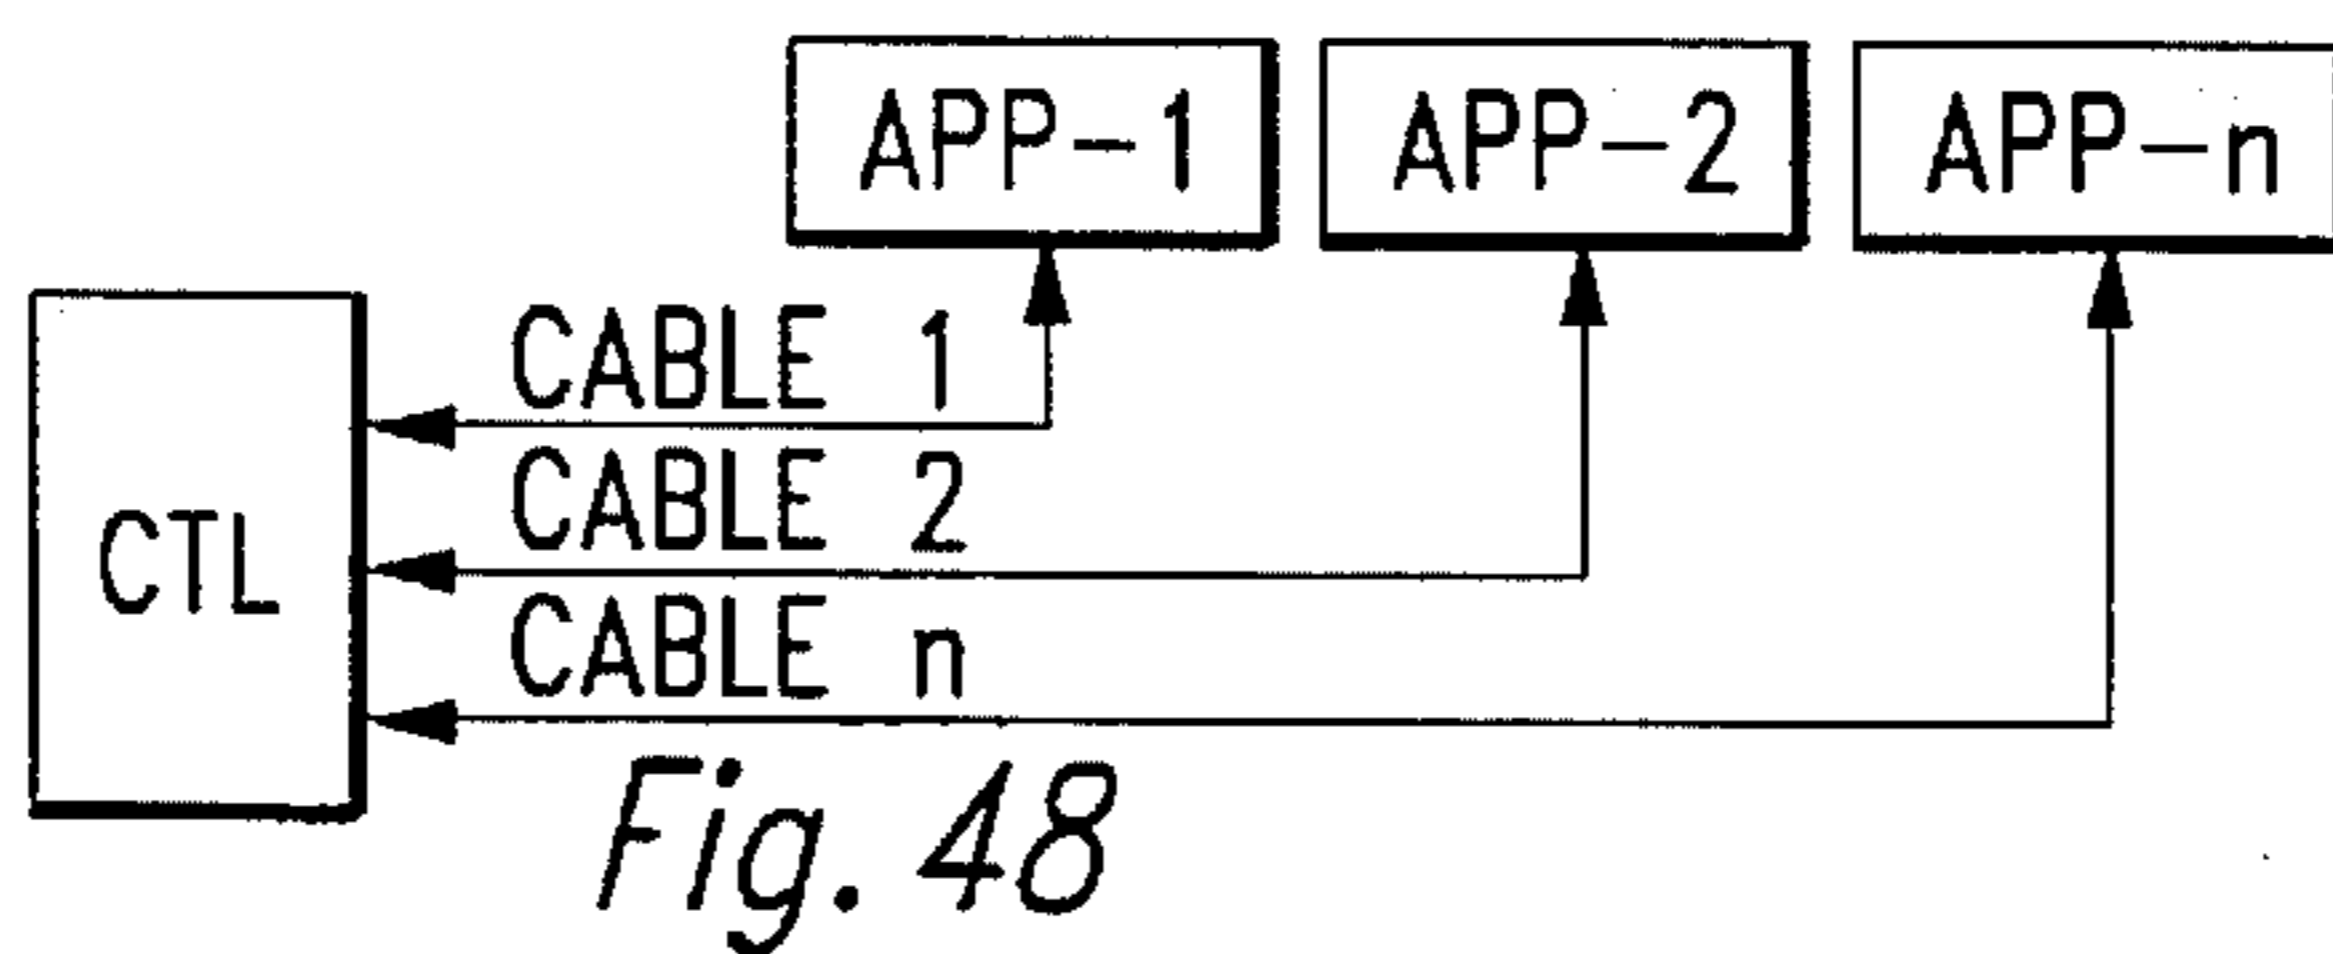 APP-1
APP-2
APP-n
CABLE 1
CABLE 2
CTL
CABLE n
Fig. 48